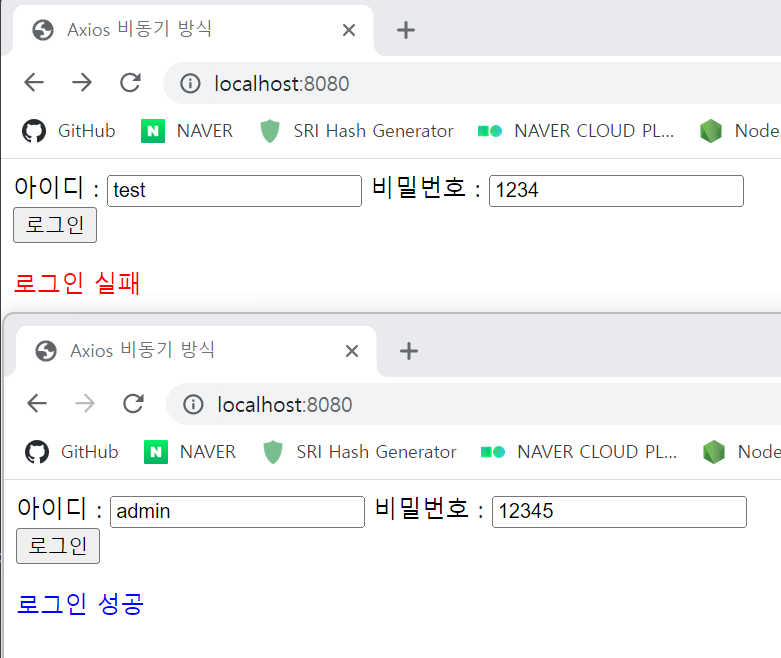 Axios 비동기 방식
localhost:8080
GitHub NAVER SRI Hash Generator NAVER CLOUD PL... Node.
아이디 : test 비밀번호 : 1234
로그인
로그인 실패
Axios 비동기 방식
localhost:8080
GitHub NAVER SRI Hash Generator NAVER CLOUD PL... Node
아이디 : admin 비밀번호 : 12345
로그인
로그인 성공